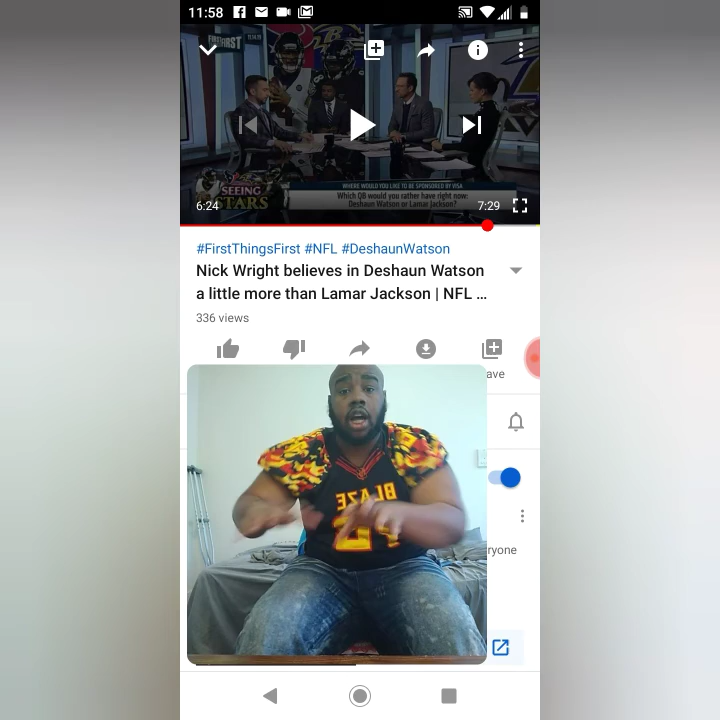 11:58
FIRST
SEEING
STARS
WHERE WOULD YOU LIKE TO BE SPONSORED BY VISA
Which QB would you rather have right now:
Deshaun Watson or Lamar Jackson?
6:24
7:29
#FirstThingsFirst #NFL #DeshaunWatson
Nick Wright believes in Deshaun Watson
a little more than Lamar Jackson | NFL ...
336 views
ave
BLAZE
ryone